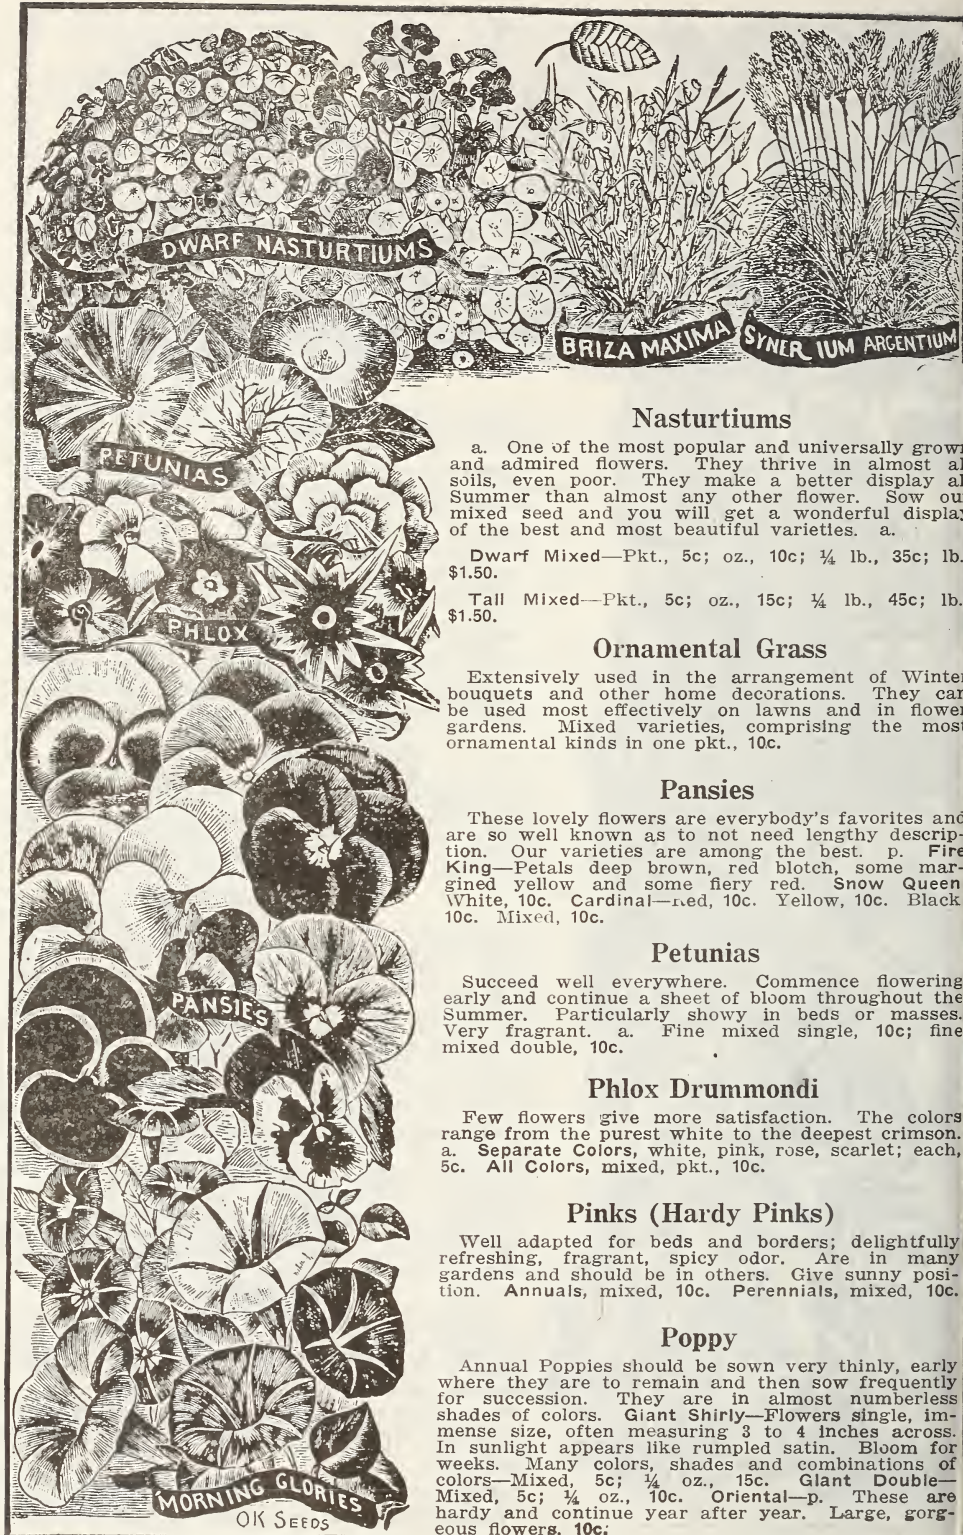 DWARF NASTURTIUMS
BRIZA MAXIMA
SYNER IUM ARGENTIUM
PETUNIAS
PHLOX
PANSIES
MORNING GLORIES
OK SEEDS
Nasturtiums
a. One of the most popular and universally grown
and admired flowers. They thrive in almost al
soils, even poor. They make a better display al
Summer than almost any other flower. Sow ou
mixed seed and you will get a wonderful display
of the best and most beautiful varieties. a.
Dwarf Mixed—Pkt., 5c; oz., 10c; ¼ lb., 35c; lb.
$1.50.
Tall Mixed—Pkt., 5c; oz., 15c; ¼ lb., 45c; lb.
$1.50.
Ornamental Grass
Extensively used in the arrangement of Winter
bouquets and other home decorations. They can
be used most effectively on lawns and in flower
gardens. Mixed varieties, comprising the most
ornamental kinds in one pkt., 10c.
Pansies
These lovely flowers are everybody's favorites and
are so well known as to not need lengthy descrip-
tion. Our varieties are among the best. p. Fire
King—Petals deep brown, red blotch, some mar-
gined yellow and some fiery red. Snow Queen
White, 10c. Cardinal—Red, 10c. Yellow, 10c. Black
10c. Mixed, 10c.
Petunias
Succeed well everywhere. Commence flowering
early and continue a sheet of bloom throughout the
Summer. Particularly showy in beds or masses.
Very fragrant. a. Fine mixed single, 10c; fine
mixed double, 10c.
Phlox Drummondi
Few flowers give more satisfaction. The colors
range from the purest white to the deepest crimson.
a. Separate Colors, white, pink, rose, scarlet; each,
5c. All Colors, mixed, pkt., 10c.
Pinks (Hardy Pinks)
Well adapted for beds and borders; delightfully
refreshing, fragrant, spicy odor. Are in many
gardens and should be in others. Give sunny posi-
tion. Annuals, mixed, 10c. Perennials, mixed, 10c.
Poppy
Annual Poppies should be sown very thinly, early
where they are to remain and then sow frequently
for succession. They are in almost numberless
shades of colors. Giant Shirly—Flowers single, im-
mense size, often measuring 3 to 4 inches across.
In sunlight appears like rumpled satin. Bloom for
weeks. Many colors, shades and combinations of
colors—Mixed, 5c; ¼ oz., 15c. Giant Double—
Mixed, 5c; ¼ oz., 10c. Oriental—p. These are
hardy and continue year after year. Large, gorg-
eous flowers. 10c.